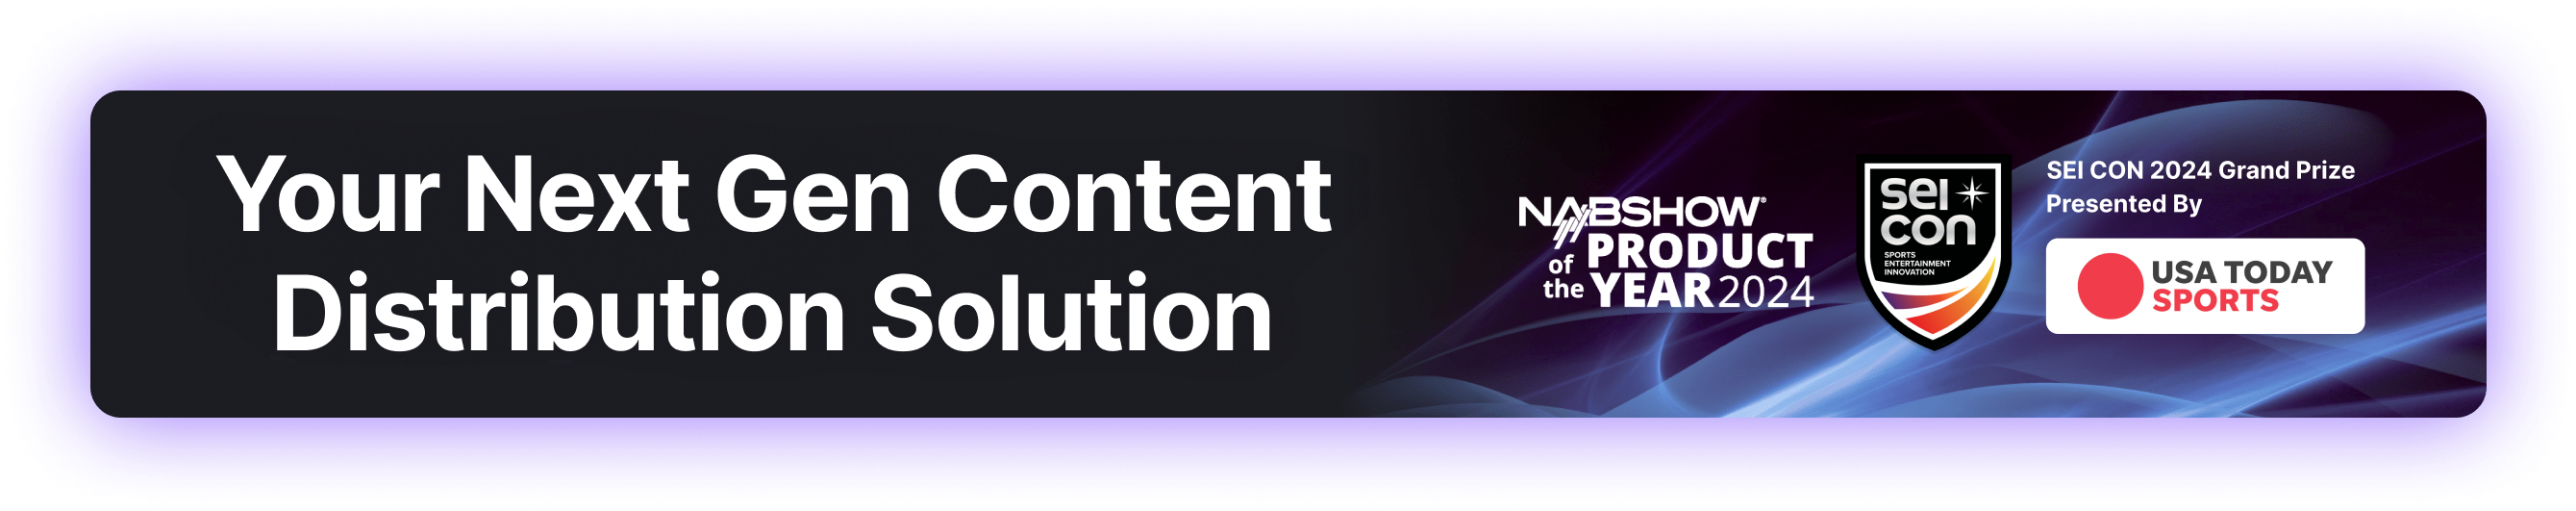 Your Next Gen Content
Distribution Solution
NABSHOW®
of PRODUCT
the YEAR 2024
sei
con
SPORTS
ENTERTAINMENT
INNOVATION
SEI CON 2024 Grand Prize
Presented By
USA TODAY
SPORTS